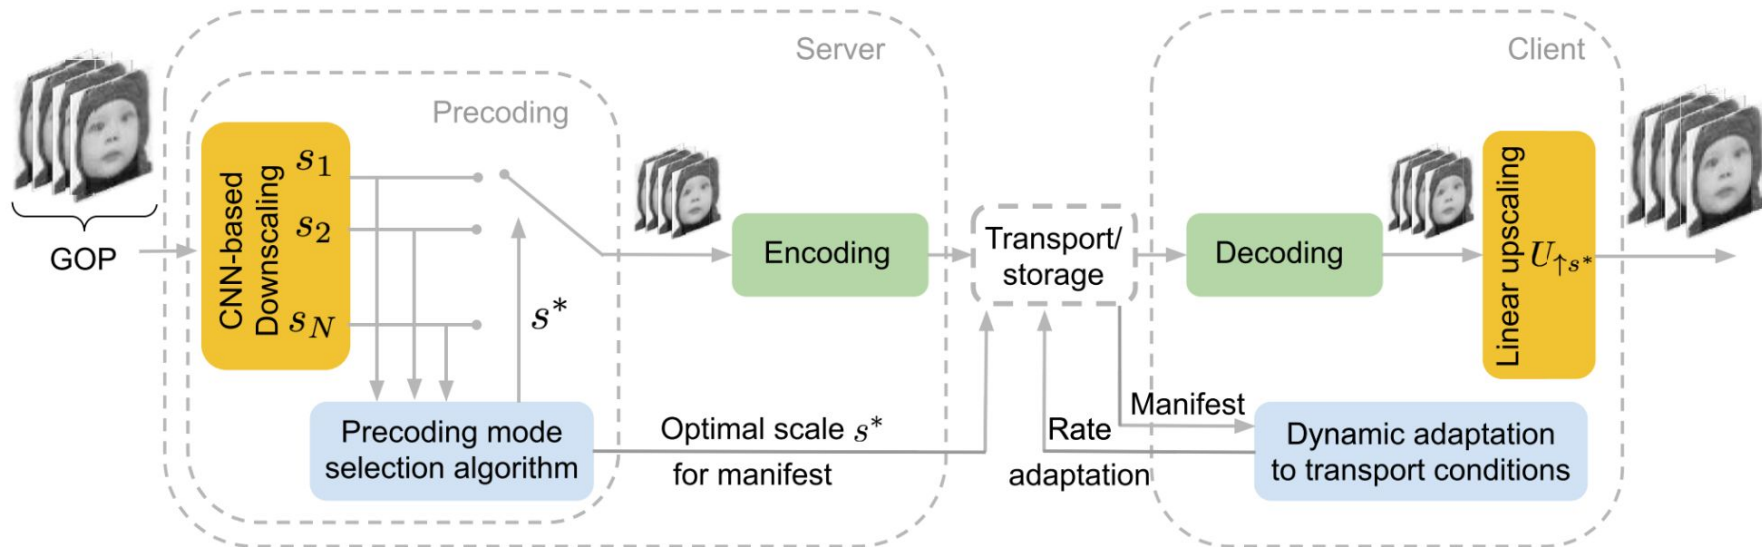 Server
Client
Precoding
GOP
CNN-based
Downscaling
s₁
s₂
s_N
s*
Encoding
Transport/
storage
Decoding
Linear upscaling
U↑s*
Precoding mode
selection algorithm
Optimal scale s*
for manifest
Manifest
Rate
adaptation
Dynamic adaptation
to transport conditions